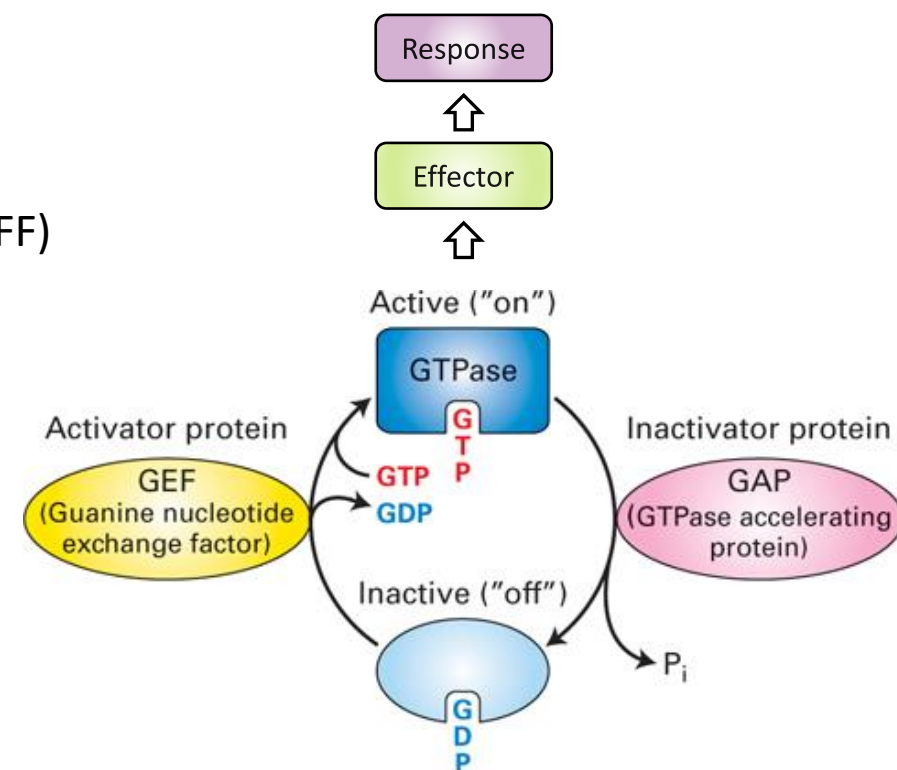 Response
Effector
FF)
Active ("on")
GTPase
G
T
P
Activator protein
Inactivator protein
GEF
(Guanine nucleotide
exchange factor)
GTP
GDP
GAP
(GTPase accelerating
protein)
Inactive ("off")
Pi
G
D
P